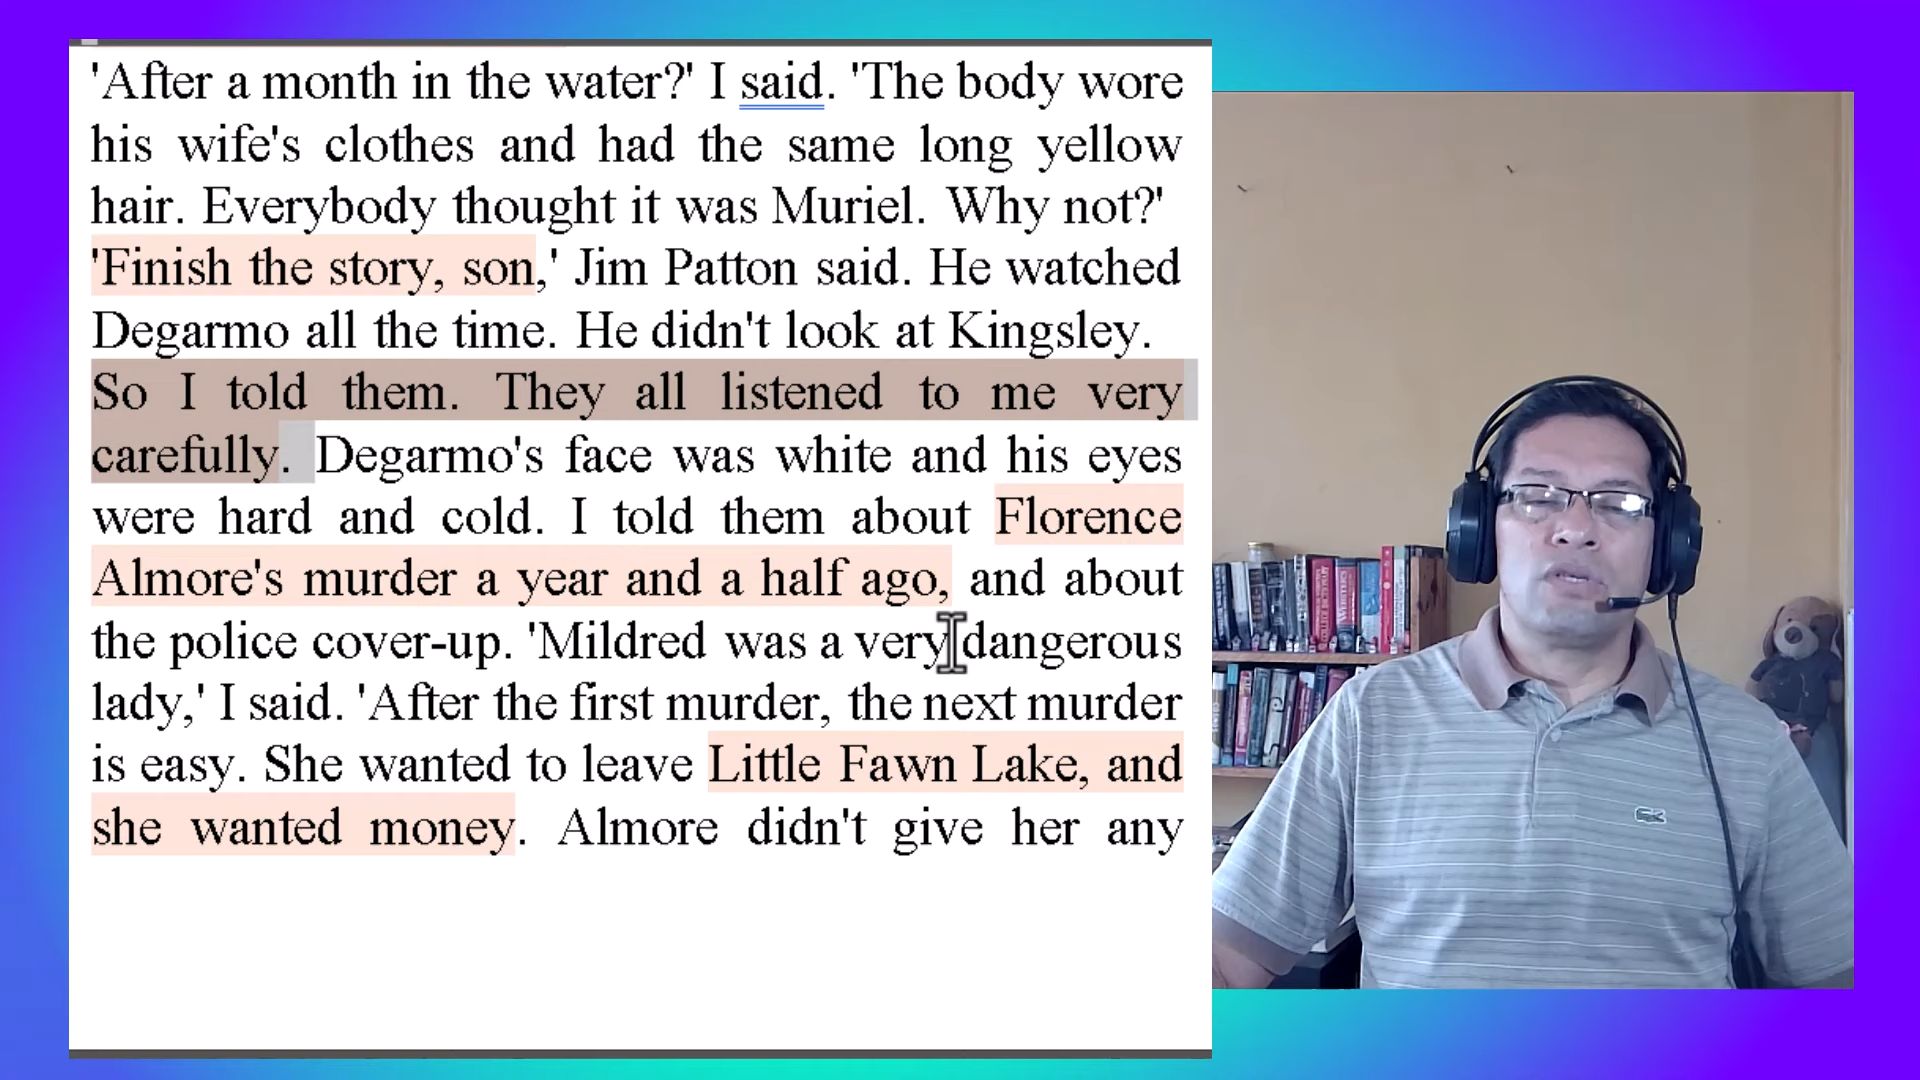 'After a month in the water?' I said. 'The body wore
his wife's clothes and had the same long yellow
hair. Everybody thought it was Muriel. Why not?'
'Finish the story, son,' Jim Patton said. He watched
Degarmo all the time. He didn't look at Kingsley.
So I told them. They all listened to me very
carefully. Degarmo's face was white and his eyes
were hard and cold. I told them about Florence
Almore's murder a year and a half ago, and about
the police cover-up. 'Mildred was a very dangerous
lady,' I said. 'After the first murder, the next murder
is easy. She wanted to leave Little Fawn Lake, and
she wanted money. Almore didn't give her any